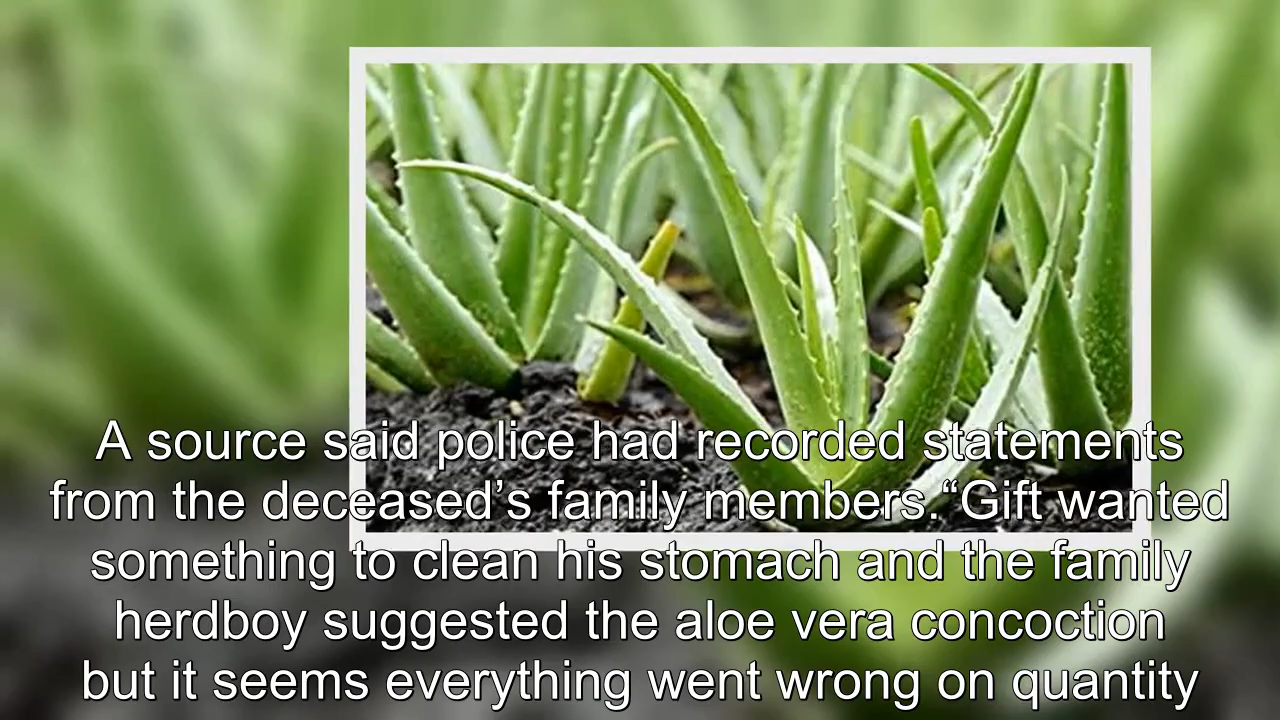 A source said police had recorded statements
from the deceased’s family members.“Gift wanted
something to clean his stomach and the family
herdboy suggested the aloe vera concoction
but it seems everything went wrong on quantity